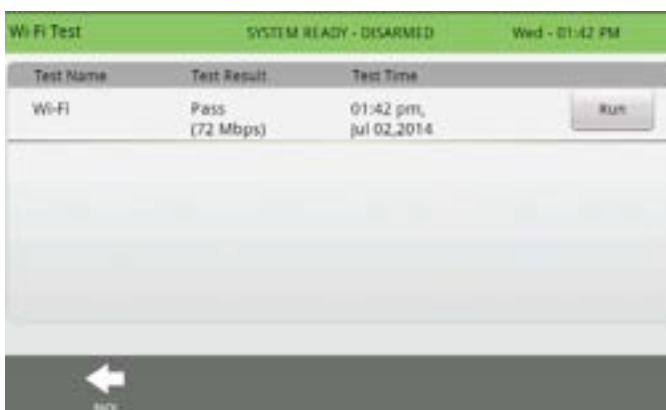 Wi-Fi Test SYSTEM READY - DISARMED Wed - 01:42 PM
Test Name Test Result Test Time
Wi-Fi Pass 01:42 pm, Run
(72 Mbps) Jul 02,2014